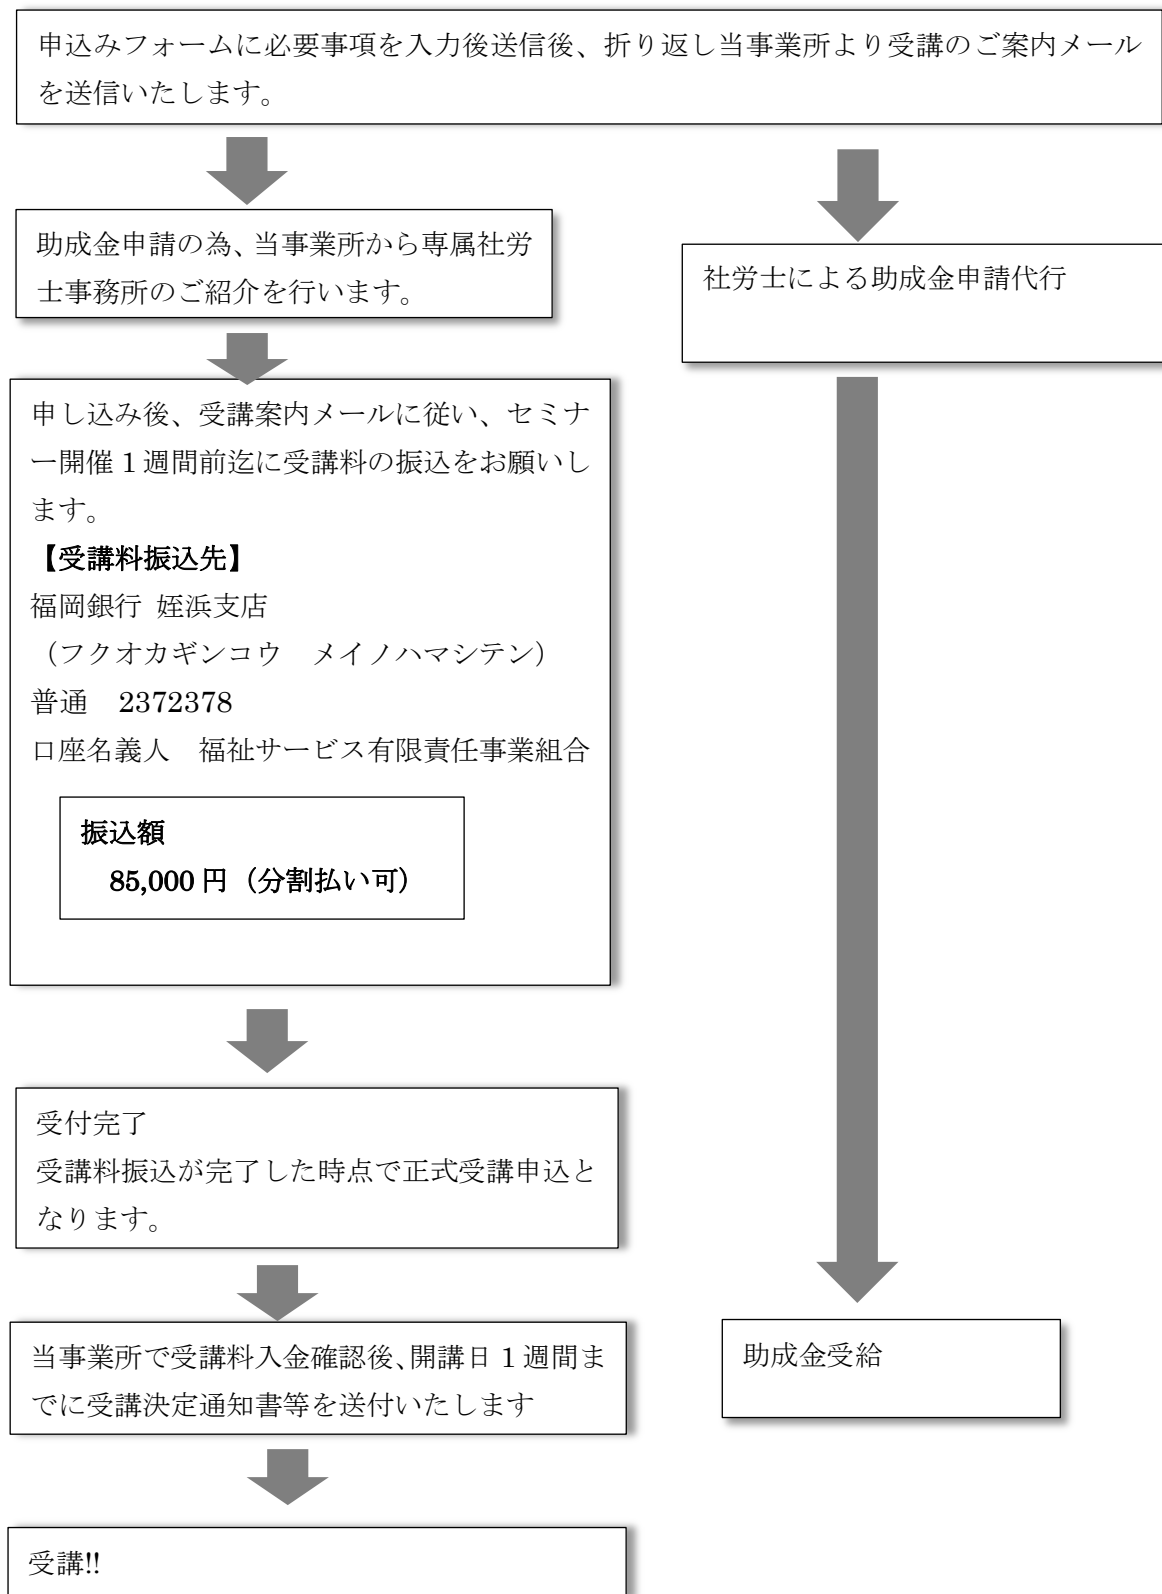 申込みフォームに必要事項を入力後送信後、折り返し当事業所より受講のご案内メール
を送信いたします。
助成金申請の為、当事業所から専属社労
士事務所のご紹介を行います。
社労士による助成金申請代行
申し込み後、受講案内メールに従い、セミナ
ー開催 1 週間前迄に受講料の振込をお願いし
ます。
【受講料振込先】
福岡銀行 姪浜支店
（フクオカギンコウ　メイノハマシテン）
普通　2372378
口座名義人　福祉サービス有限責任事業組合
振込額
85,000 円（分割払い可）
受付完了
受講料振込が完了した時点で正式受講申込と
なります。
当事業所で受講料入金確認後、開講日 1 週間ま
でに受講決定通知書等を送付いたします
助成金受給
受講!!